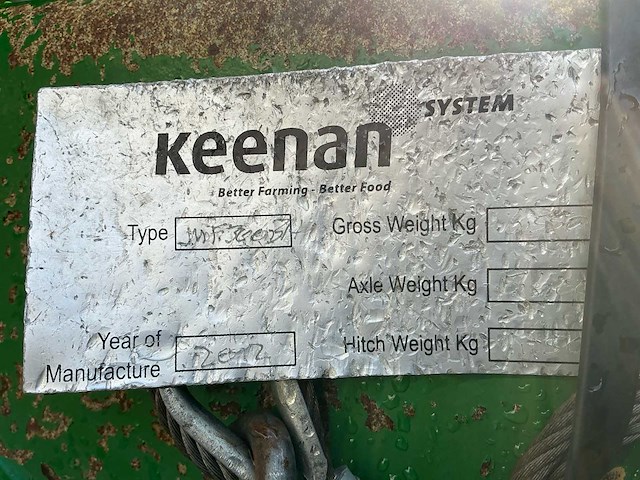 SYSTEM
Keenan
Better Farming - Better Food
Type
Gross Weight Kg
Axle Weight Kg
Year of Manufacture
Hitch Weight Kg